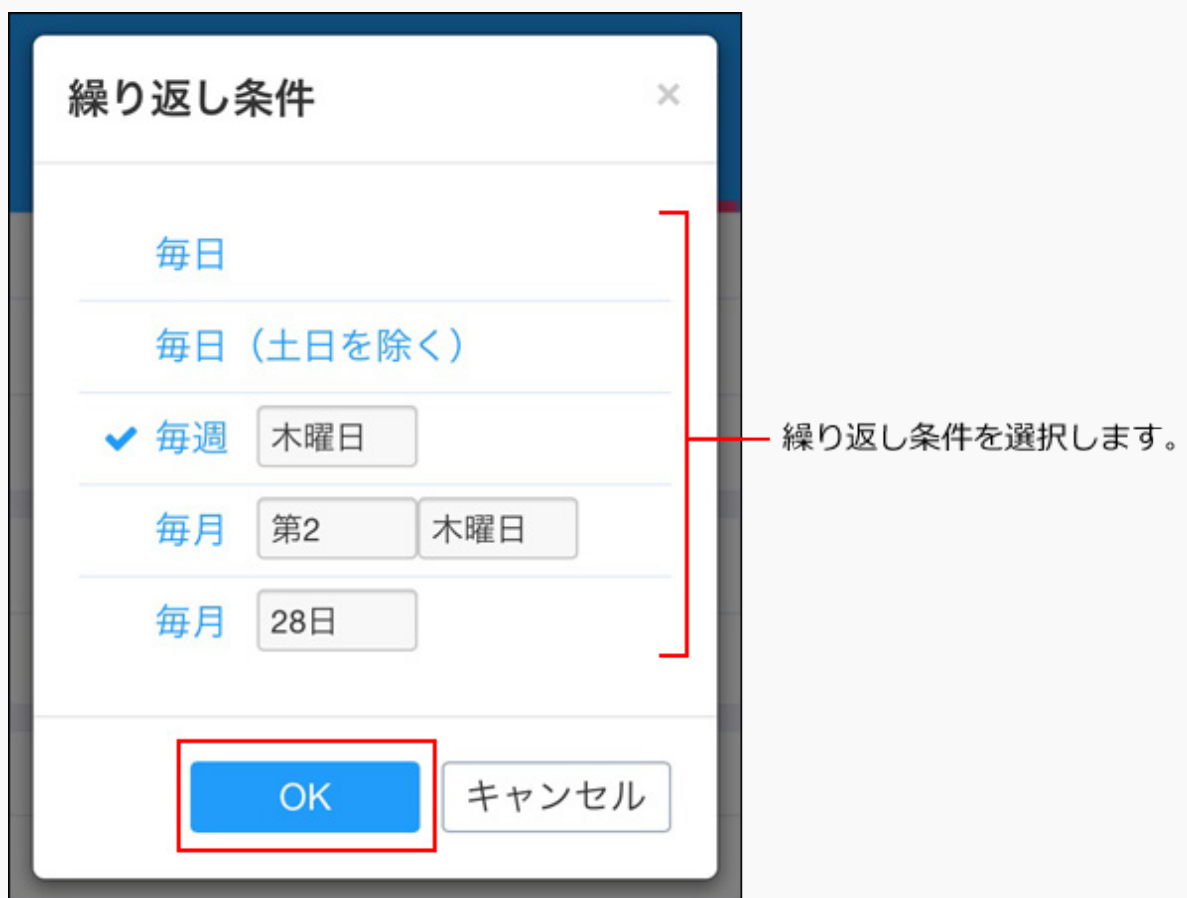 繰り返し条件 ×
毎日
毎日（土日を除く）
毎週 木曜日
繰り返し条件を選択します。
毎月 第2 木曜日
毎月 28日
OK キャンセル